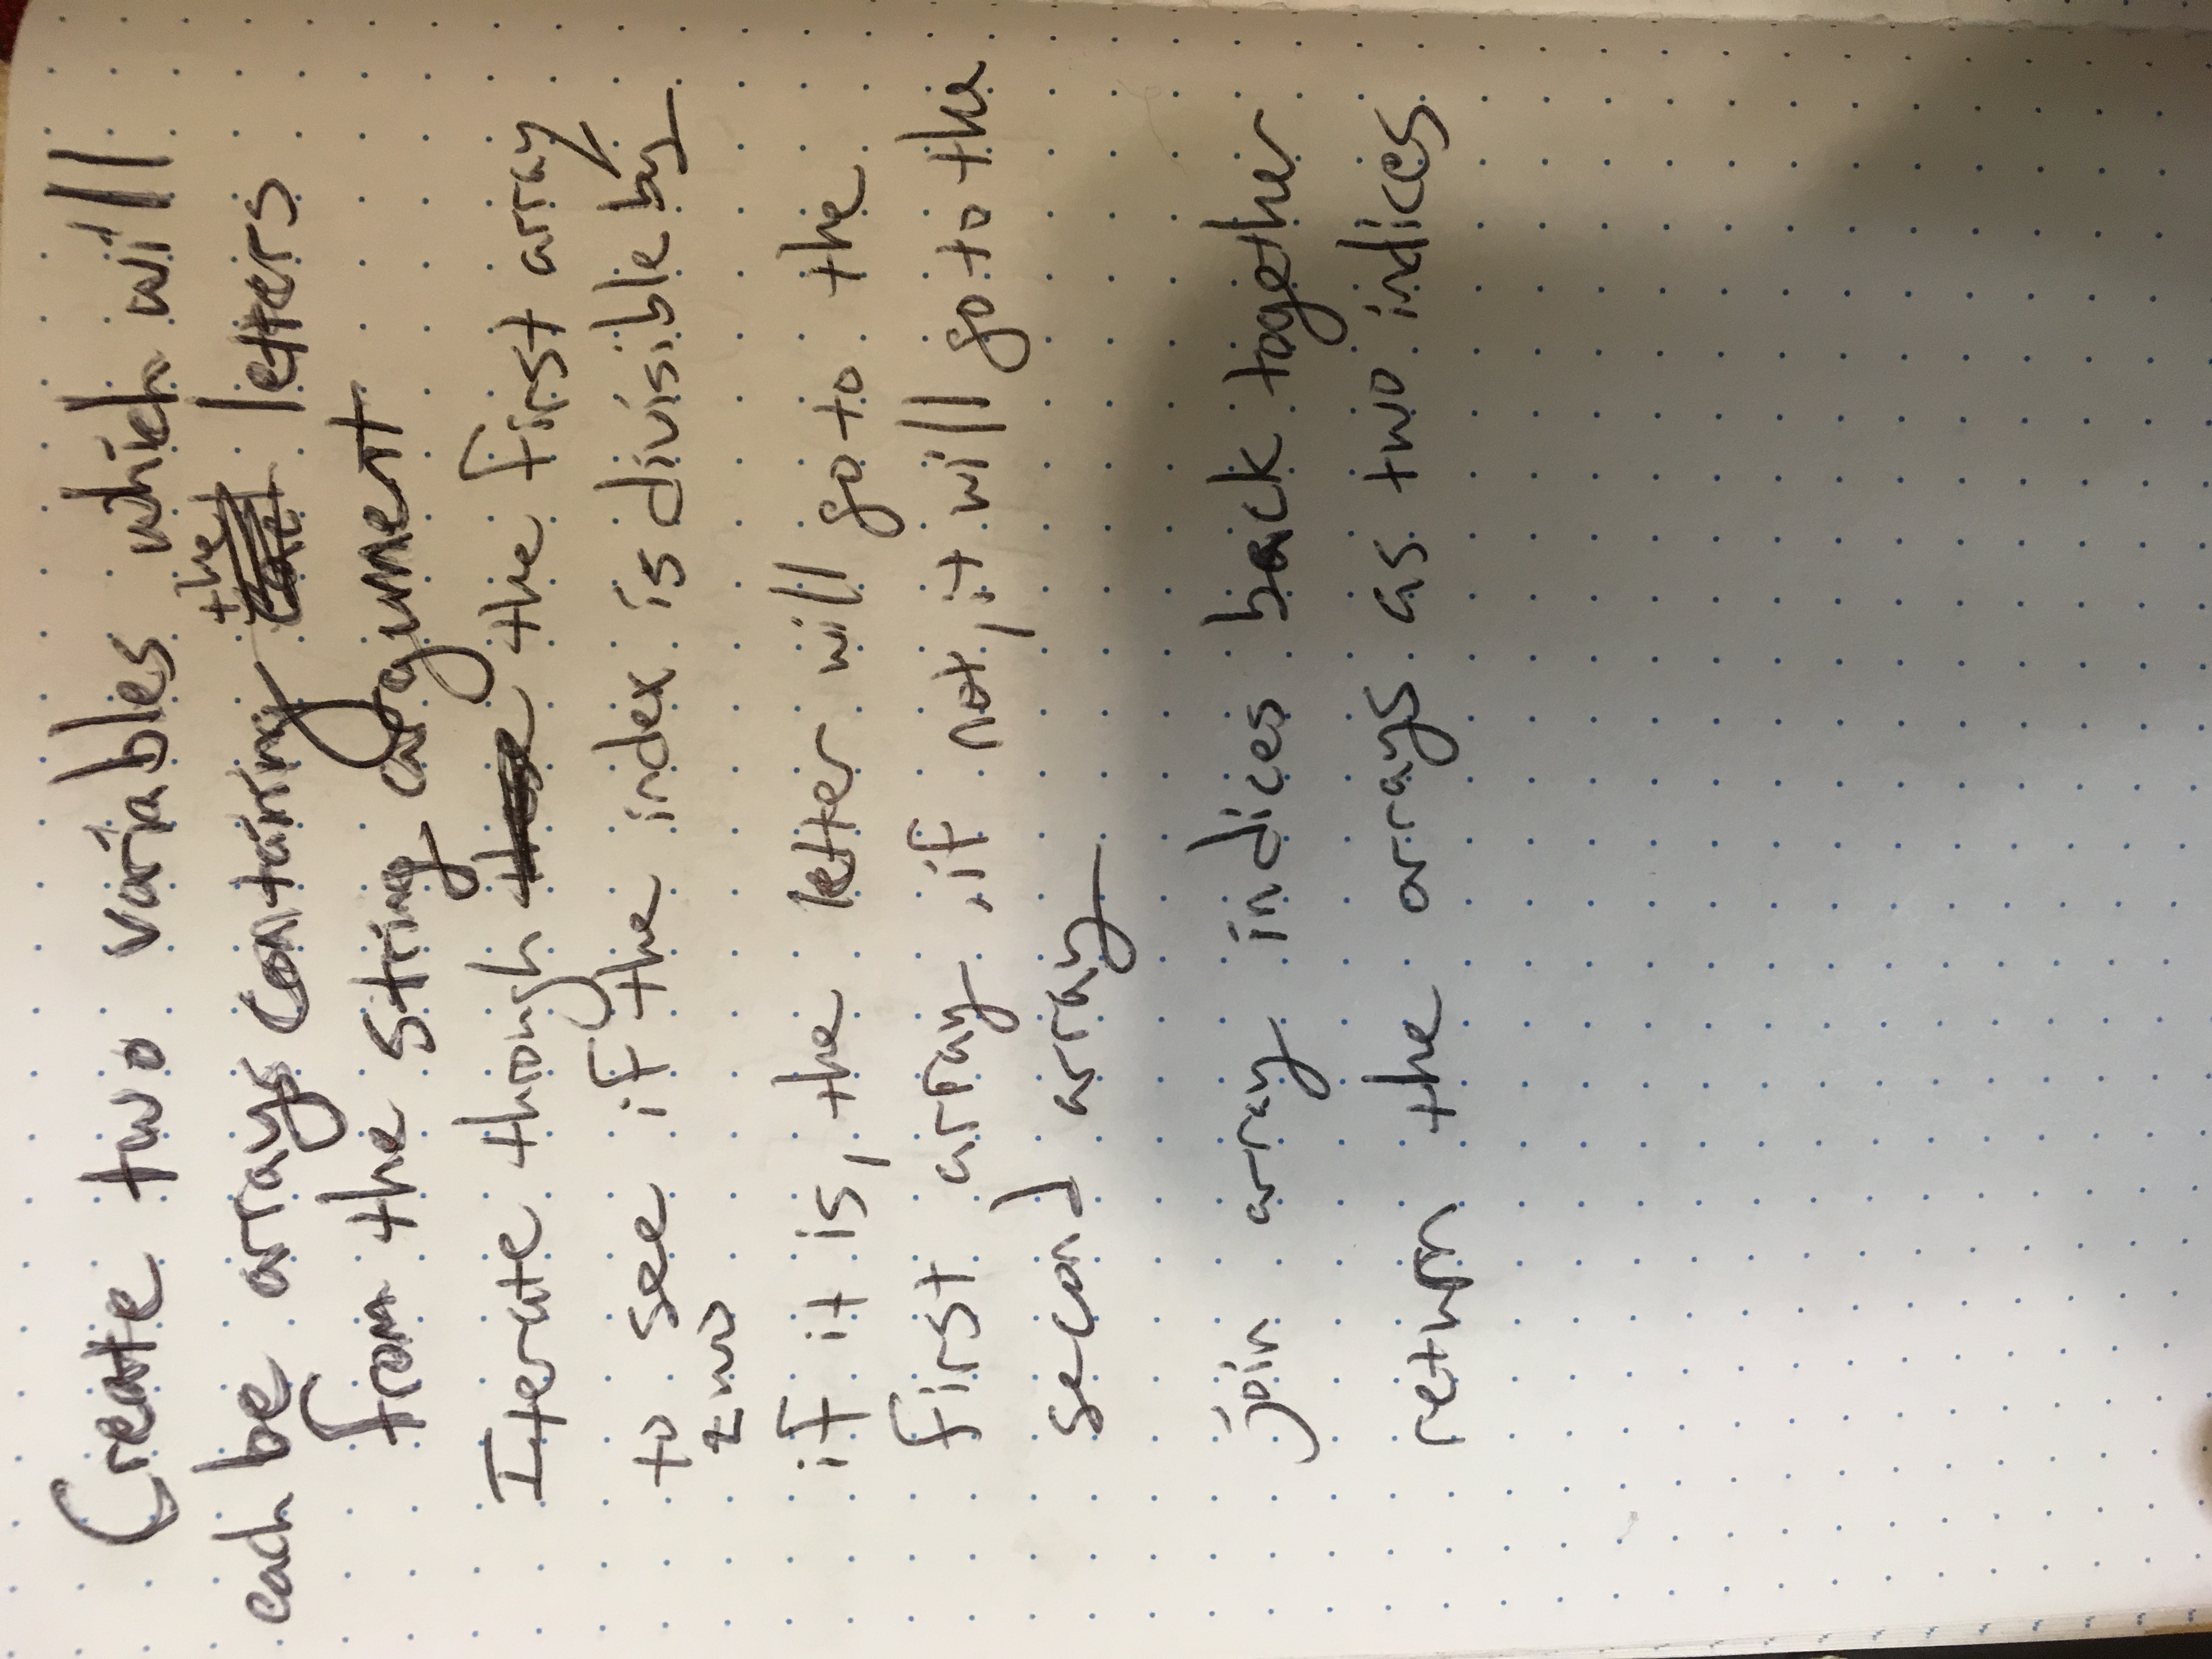 Create two variables which will
each be arrays containing the letters
from the string argument
Iterate through these the first array
to see if the index is divisible by
two
if it is, the letter will go to the
first array, if not, it will go to the
second array
join array indices back together
return the arrays as two indices